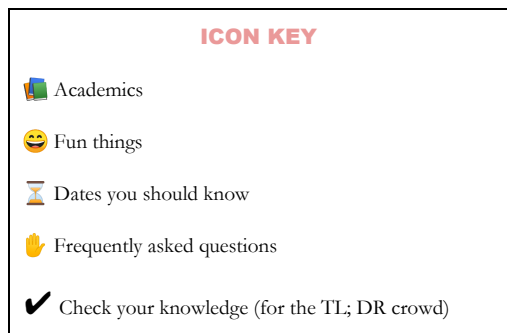 ICON KEY
📚 Academics
😄 Fun things
⏳ Dates you should know
✋ Frequently asked questions
✔ Check your knowledge (for the TL; DR crowd)